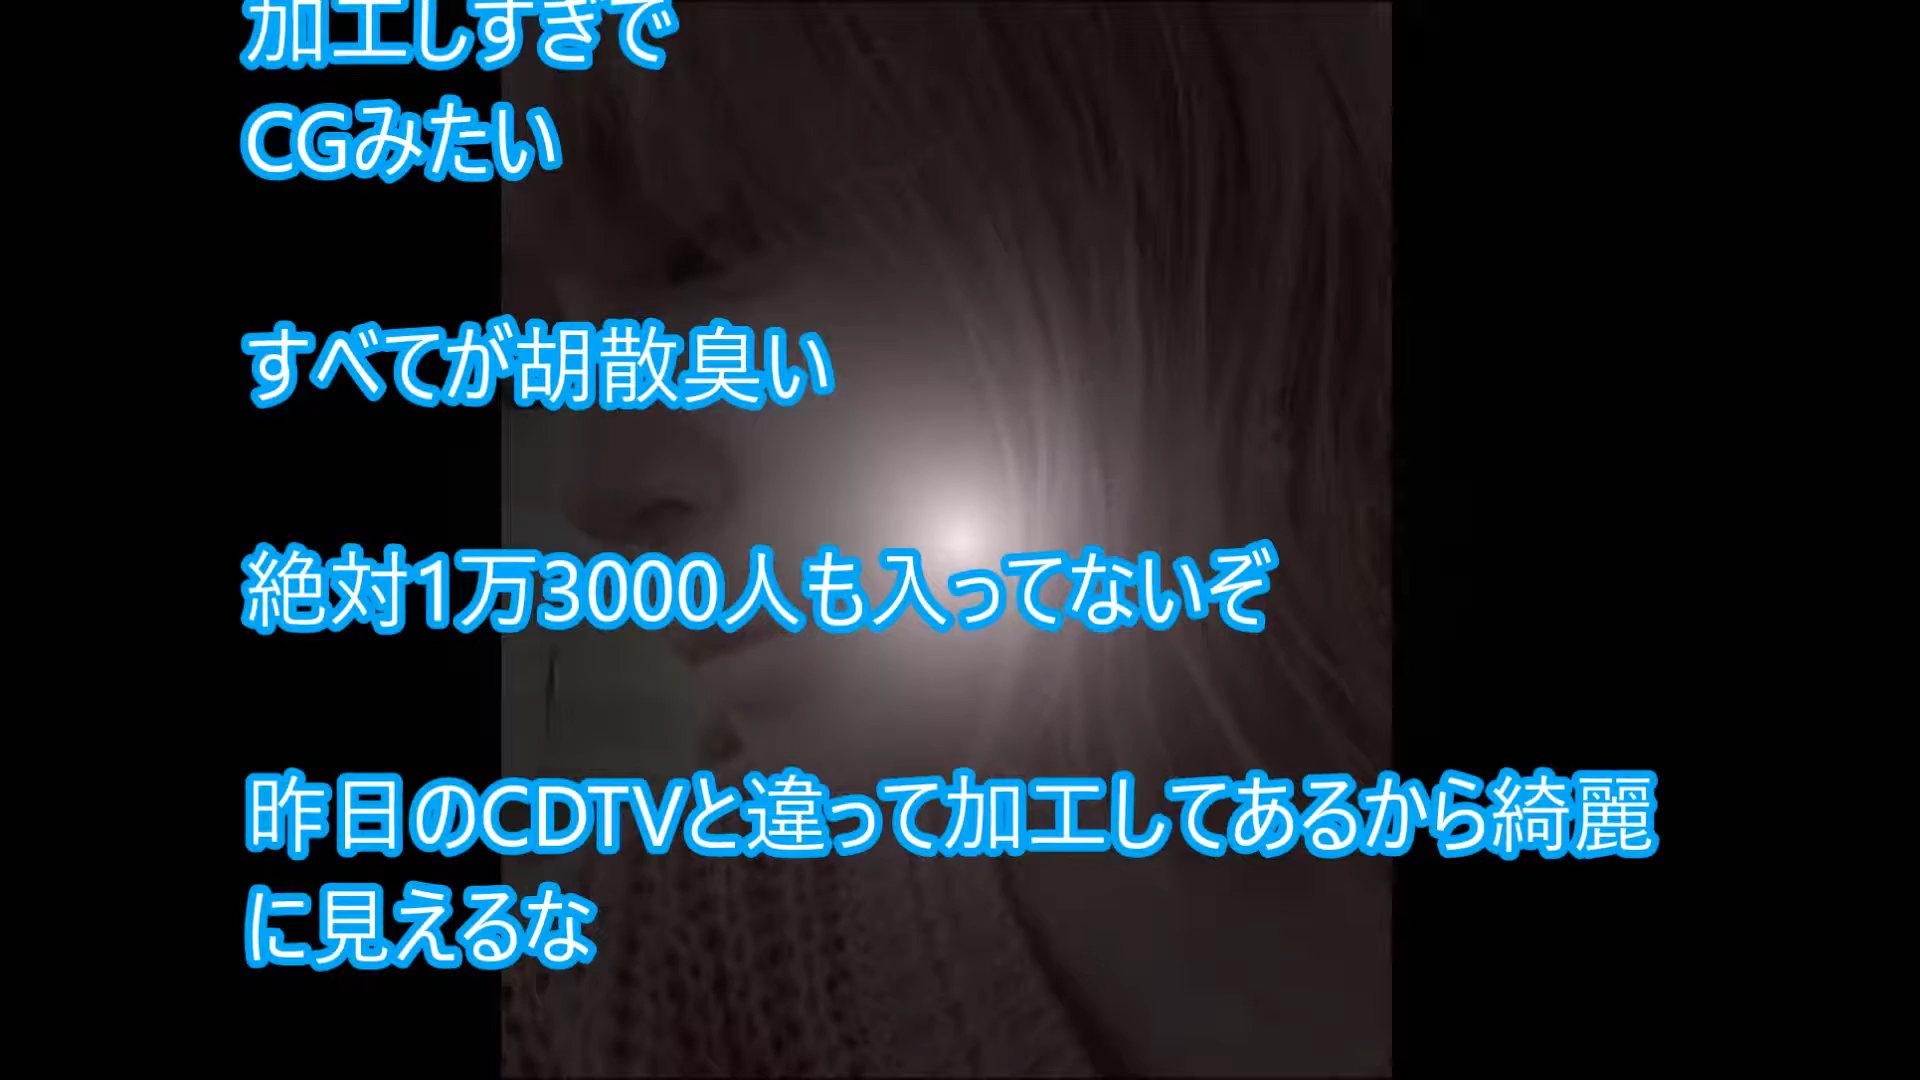 加工しすぎで
CGみたい
すべてが胡散臭い
絶対1万3000人も入ってないぞ
昨日のCDTVと違って加工してあるから綺麗
に見えるな